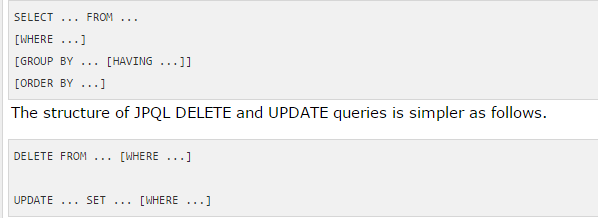 SELECT ... FROM ...
[WHERE ...]
[GROUP BY ... [HAVING ...]]
[ORDER BY ...]
The structure of JPQL DELETE and UPDATE queries is simpler as follows.
DELETE FROM ... [WHERE ...]
UPDATE ... SET ... [WHERE ...]